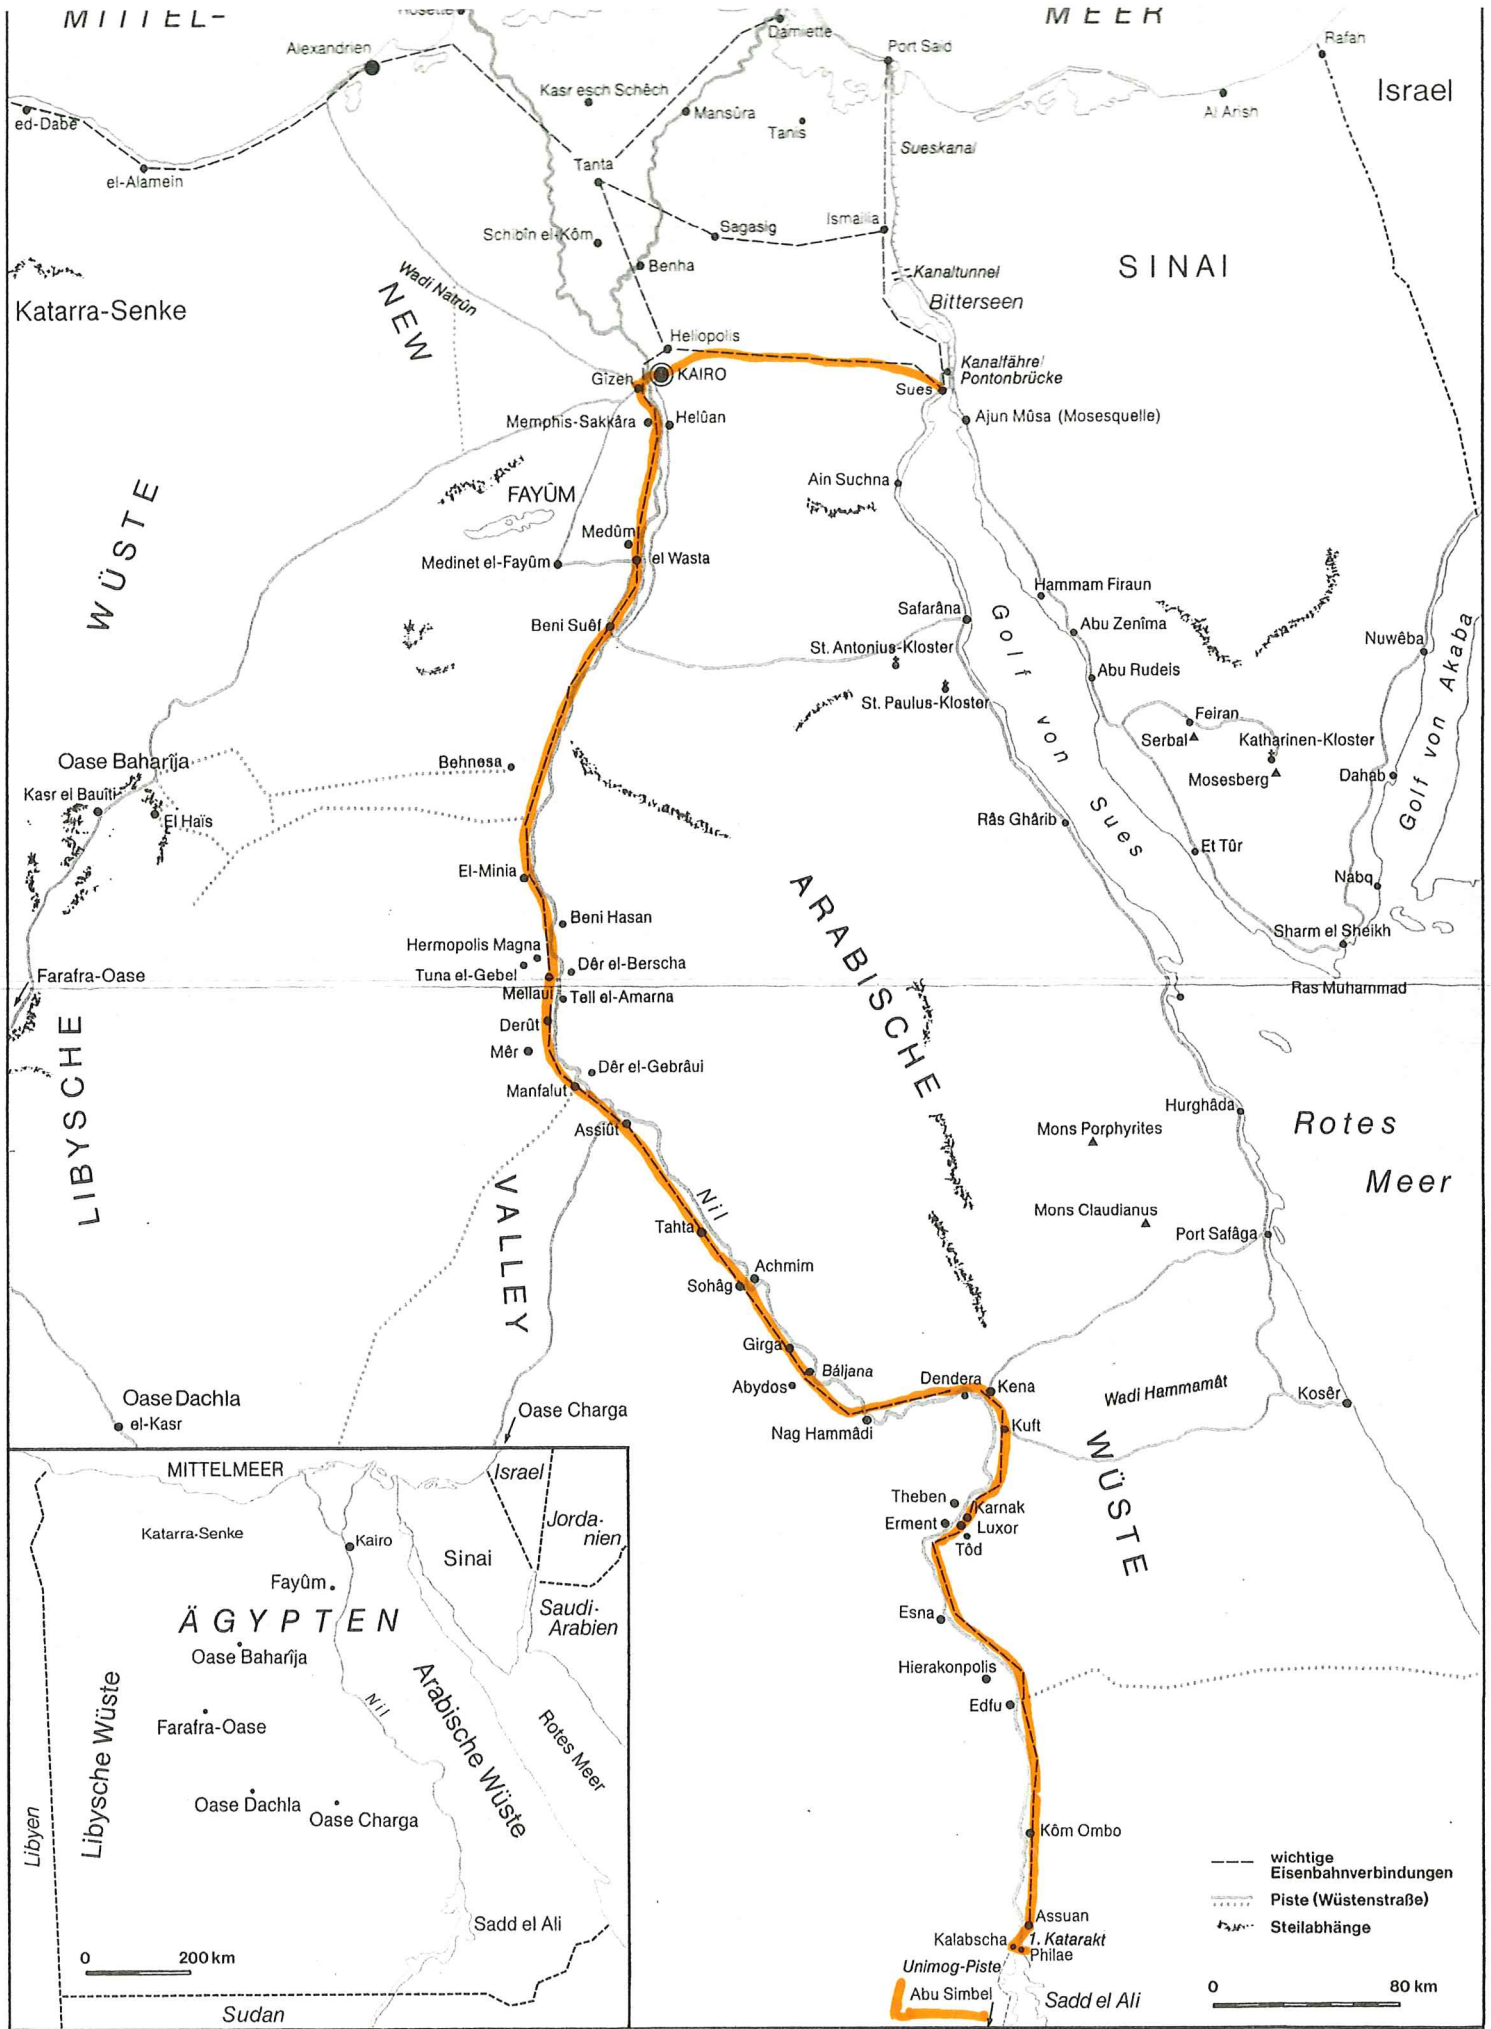 MITTEL-
MEER
Rosette
Damiette
Port Said
Rafan
Alexandrien
Israel
Kasr esch Schêch
Al Arish
ed-Dabe
Mansûra
Tanis
Sueskanal
Tanta
el-Alamein
Ismailia
Sagasig
Schibîn el-Kôm
SINAI
Benha
Kanaltunnel
Wadi Natrûn
Bitterseen
Katarra-Senke
NEW
Heliopolis
Kanalfähre/
Pontonbrücke
KAIRO
Gîzeh
Sues
Memphis-Sakkâra
Helûan
Ajun Mûsa (Mosesquelle)
Ain Suchna
FAYÛM
WÜSTE
Medûm
el Wasta
Medinet el-Fayûm
Hammam Firaun
Safarâna
Golf von Sues
Abu Zenîma
Beni Suêf
Nuwêba
St. Antonius-Kloster
Golf von Akaba
Abu Rudeis
St. Paulus-Kloster
Feiran
Serbal
Katharinen-Kloster
Oase Baharîja
Behnesa
Mosesberg
Dahab
Kasr el Bauîti
El Haïs
Râs Ghârib
Et Tûr
El-Minia
Nabq
ARABISCHE
Beni Hasan
Sharm el Sheikh
Hermopolis Magna
Dêr el-Berscha
Tuna el-Gebel
Farafra-Oase
Ras Muhammad
Mellaui
Tell el-Amarna
LIBYSCHE
Derût
Mêr
Dêr el-Gebrâui
Manfalut
Hurghâda
Rotes
Meer
Assiût
Mons Porphyrites
VALLEY
Nil
Mons Claudianus
Tahta
Port Safâga
Achmim
Sohâg
Girga
Báljana
Abydos
Dendera
Kena
Wadi Hammamât
Kosêr
Oase Dachla
el-Kasr
Oase Charga
Nag Hammâdi
Kuft
WÜSTE
Theben
Karnak
Erment
Luxor
Tôd
Esna
Hierakonpolis
Edfu
Kôm Ombo
Assuan
Kalabscha
1. Katarakt
Philae
Unimog-Piste
Abu Simbel
Sadd el Ali
wichtige
Eisenbahnverbindungen
Piste (Wüstenstraße)
Steilabhänge
0 80 km
MITTELMEER
Israel
Katarra-Senke
Kairo
Jorda-
nien
Sinai
Fayûm
ÄGYPTEN
Saudi-
Arabien
Oase Baharîja
Libysche Wüste
Arabische Wüste
Nil
Farafra-Oase
Rotes Meer
Oase Dachla
Oase Charga
Libyen
Sadd el Ali
0 200 km
Sudan